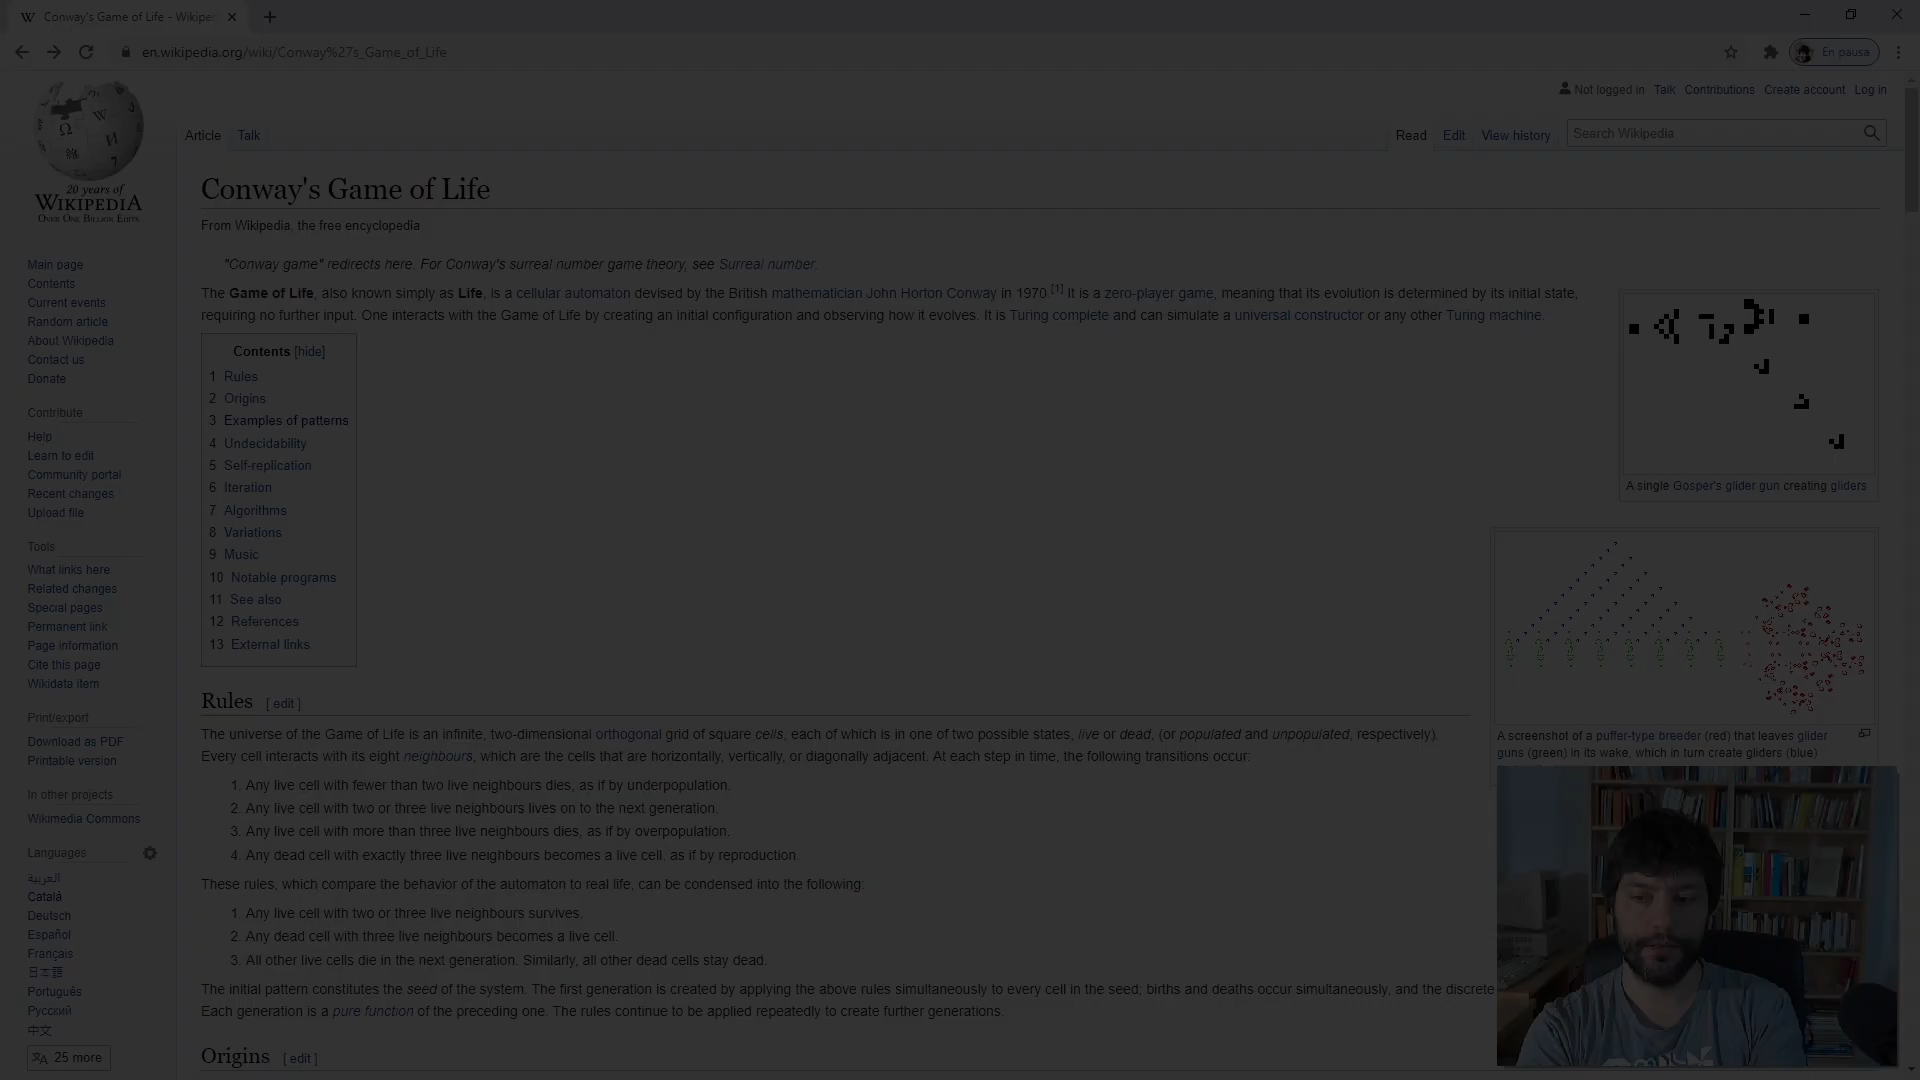 Conway's Game of Life - Wikipe
en.wikipedia.org/wiki/Conway%27s_Game_of_Life
En pausa
Not logged in Talk Contributions Create account Log in
Article Talk
Read Edit View history Search Wikipedia
20 years of
WIKIPEDIA
OVER ONE BILLION EDITS
Main page
Contents
Current events
Random article
About Wikipedia
Contact us
Donate
Contribute
Help
Learn to edit
Community portal
Recent changes
Upload file
Tools
What links here
Related changes
Special pages
Permanent link
Page information
Cite this page
Wikidata item
Print/export
Download as PDF
Printable version
In other projects
Wikimedia Commons
Languages
العربية
Català
Deutsch
Español
Français
日本語
Português
Русский
中文
25 more
Conway's Game of Life
From Wikipedia, the free encyclopedia
"Conway game" redirects here. For Conway's surreal number game theory, see Surreal number.
The Game of Life, also known simply as Life, is a cellular automaton devised by the British mathematician John Horton Conway in 1970.[1] It is a zero-player game, meaning that its evolution is determined by its initial state,
requiring no further input. One interacts with the Game of Life by creating an initial configuration and observing how it evolves. It is Turing complete and can simulate a universal constructor or any other Turing machine.
Contents [hide]
1 Rules
2 Origins
3 Examples of patterns
4 Undecidability
5 Self-replication
6 Iteration
7 Algorithms
8 Variations
9 Music
10 Notable programs
11 See also
12 References
13 External links
A single Gosper's glider gun creating gliders
A screenshot of a puffer-type breeder (red) that leaves glider
guns (green) in its wake, which in turn create gliders (blue)
Rules [ edit ]
The universe of the Game of Life is an infinite, two-dimensional orthogonal grid of square cells, each of which is in one of two possible states, live or dead, (or populated and unpopulated, respectively).
Every cell interacts with its eight neighbours, which are the cells that are horizontally, vertically, or diagonally adjacent. At each step in time, the following transitions occur:
1. Any live cell with fewer than two live neighbours dies, as if by underpopulation.
2. Any live cell with two or three live neighbours lives on to the next generation.
3. Any live cell with more than three live neighbours dies, as if by overpopulation.
4. Any dead cell with exactly three live neighbours becomes a live cell, as if by reproduction.
These rules, which compare the behavior of the automaton to real life, can be condensed into the following:
1. Any live cell with two or three live neighbours survives.
2. Any dead cell with three live neighbours becomes a live cell.
3. All other live cells die in the next generation. Similarly, all other dead cells stay dead.
The initial pattern constitutes the seed of the system. The first generation is created by applying the above rules simultaneously to every cell in the seed; births and deaths occur simultaneously, and the discrete
Each generation is a pure function of the preceding one. The rules continue to be applied repeatedly to create further generations.
Origins [ edit ]